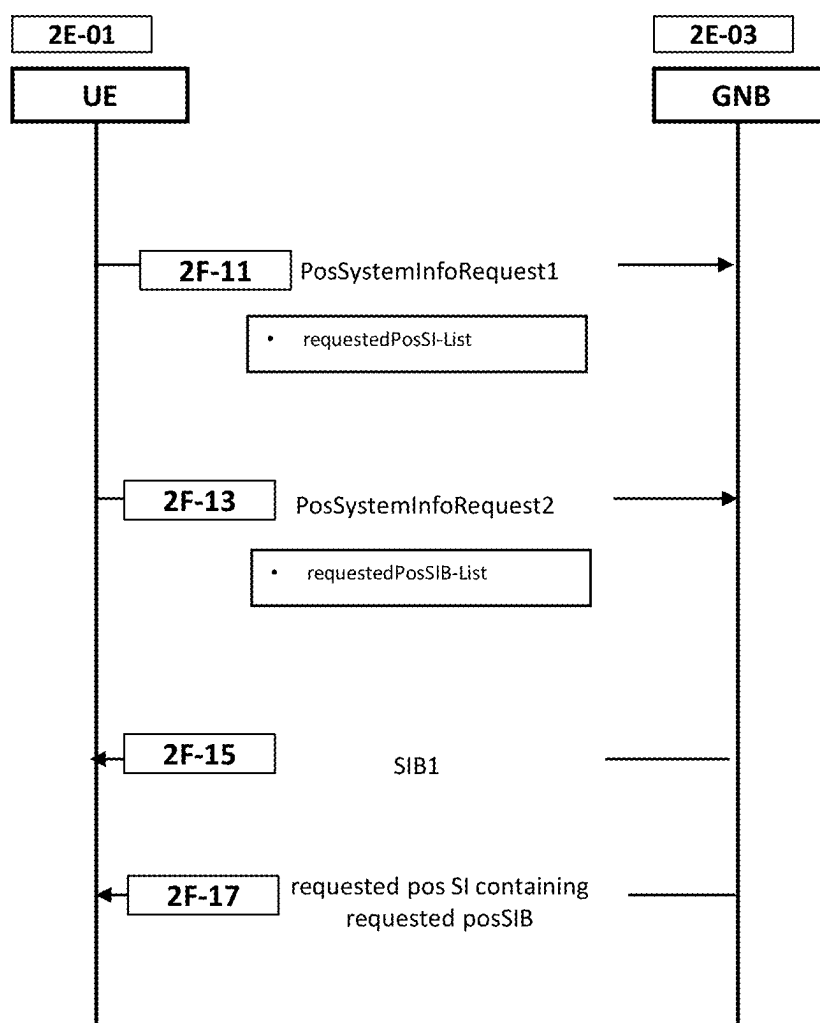 2E-01
2E-03
UE
GNB
2F-11
PosSystemInfoRequest1
• requestedPosSI-List
2F-13
PosSystemInfoRequest2
• requestedPosSIB-List
2F-15
SIB1
2F-17
requested pos SI containing
requested posSIB